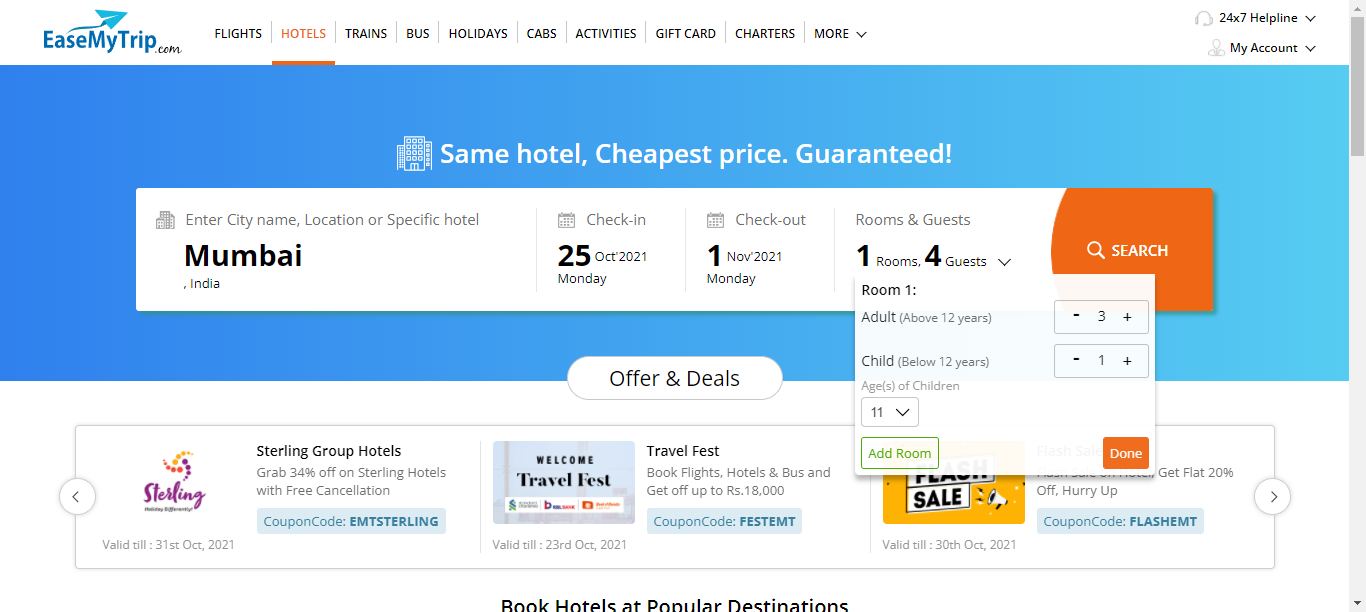 EaseMyTrip.com
FLIGHTS
HOTELS
TRAINS
BUS
HOLIDAYS
CABS
ACTIVITIES
GIFT CARD
CHARTERS
MORE
24x7 Helpline
My Account
Same hotel, Cheapest price. Guaranteed!
Enter City name, Location or Specific hotel
Mumbai
, India
Check-in
25 Oct'2021
Monday
Check-out
1 Nov'2021
Monday
Rooms & Guests
1 Rooms, 4 Guests
SEARCH
Room 1:
Adult (Above 12 years)
- 3 +
Child (Below 12 years)
- 1 +
Age(s) of Children
11
Add Room
Done
Offer & Deals
Sterling
Holiday Differently!
Sterling Group Hotels
Grab 34% off on Sterling Hotels
with Free Cancellation
CouponCode: EMTSTERLING
Valid till : 31st Oct, 2021
WELCOME
Travel Fest
RBLBANK
Travel Fest
Book Flights, Hotels & Bus and
Get off up to Rs.18,000
CouponCode: FESTEMT
Valid till : 23rd Oct, 2021
FLASH
SALE
Flash Sale
Flash Sale on Hotel, Get Flat 20%
Off, Hurry Up
CouponCode: FLASHEMT
Valid till : 30th Oct, 2021
Book Hotels at Popular Destinations